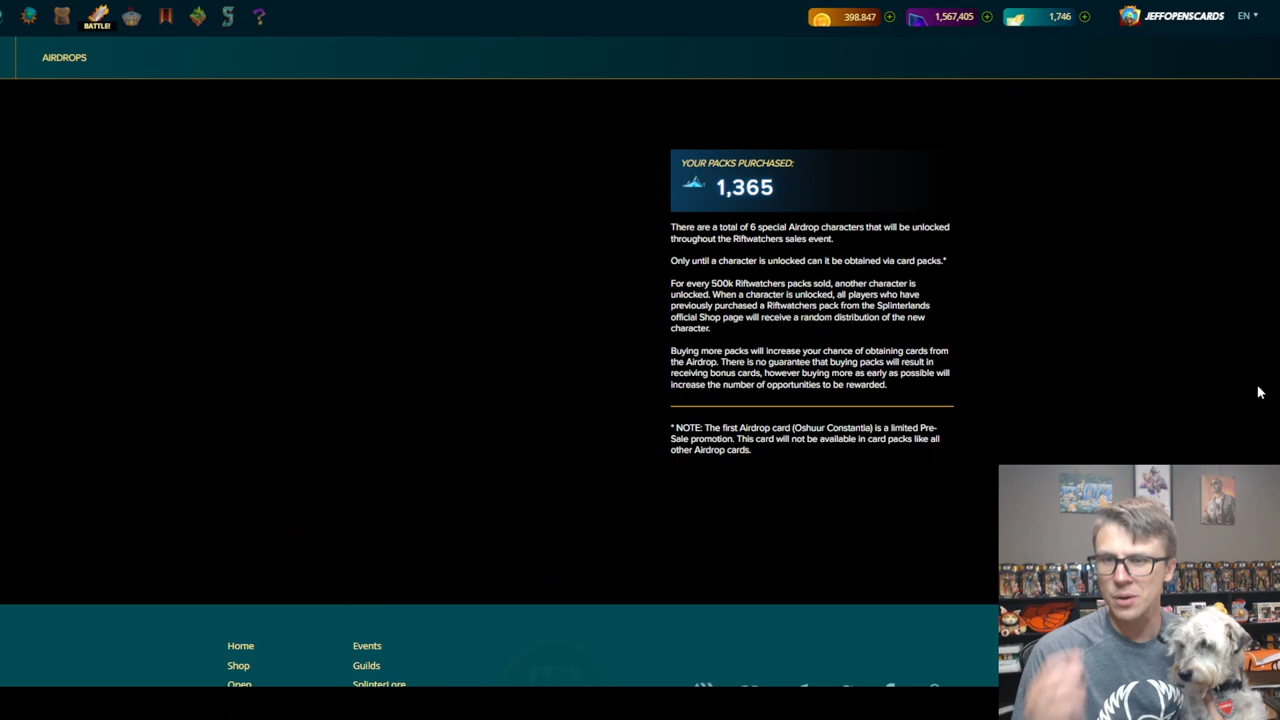 BATTLE!
398.847
1,567,405
1,746
JEFFOPENSCARDS
EN
AIRDROPS
YOUR PACKS PURCHASED:
1,365
There are a total of 6 special Airdrop characters that will be unlocked
throughout the Riftwatchers sales event.
Only until a character is unlocked can it be obtained via card packs.*
For every 500k Riftwatchers packs sold, another character is
unlocked. When a character is unlocked, all players who have
previously purchased a Riftwatchers pack from the Splinterlands
official Shop page will receive a random distribution of the new
character.
Buying more packs will increase your chance of obtaining cards from
the Airdrop. There is no guarantee that buying packs will result in
receiving bonus cards, however buying more as early as possible will
increase the number of opportunities to be rewarded.
* NOTE: The first Airdrop card (Oshuur Constantia) is a limited Pre-
Sale promotion. This card will not be available in card packs like all
other Airdrop cards.
Home
Events
Shop
Guilds
Open
SplinterLore